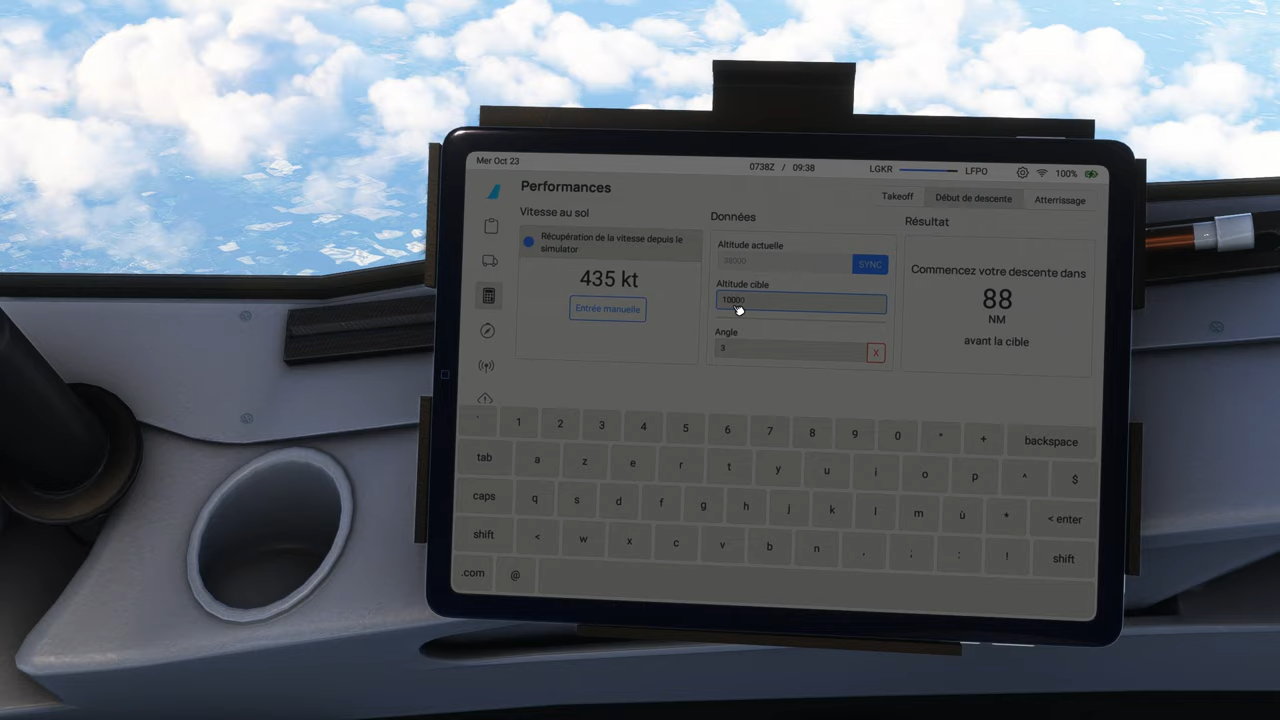 Mer Oct 23
0738Z / 09:38
LGKR
LFPO
100%
Performances
Takeoff
Début de descente
Atterrissage
Vitesse au sol
Récupération de la vitesse depuis le
simulator
435 kt
Entrée manuelle
Données
Altitude actuelle
38000
SYNC
Altitude cible
10000
Angle
3
X
Résultat
Commencez votre descente dans
88
NM
avant la cible
1 2 3 4 5 6 7 8 9 0 * + backspace
tab a z e r t y u i o p ^ $
caps q s d f g h j k l m ù * < enter
shift < w x c v b n , ; : ! shift
.com @